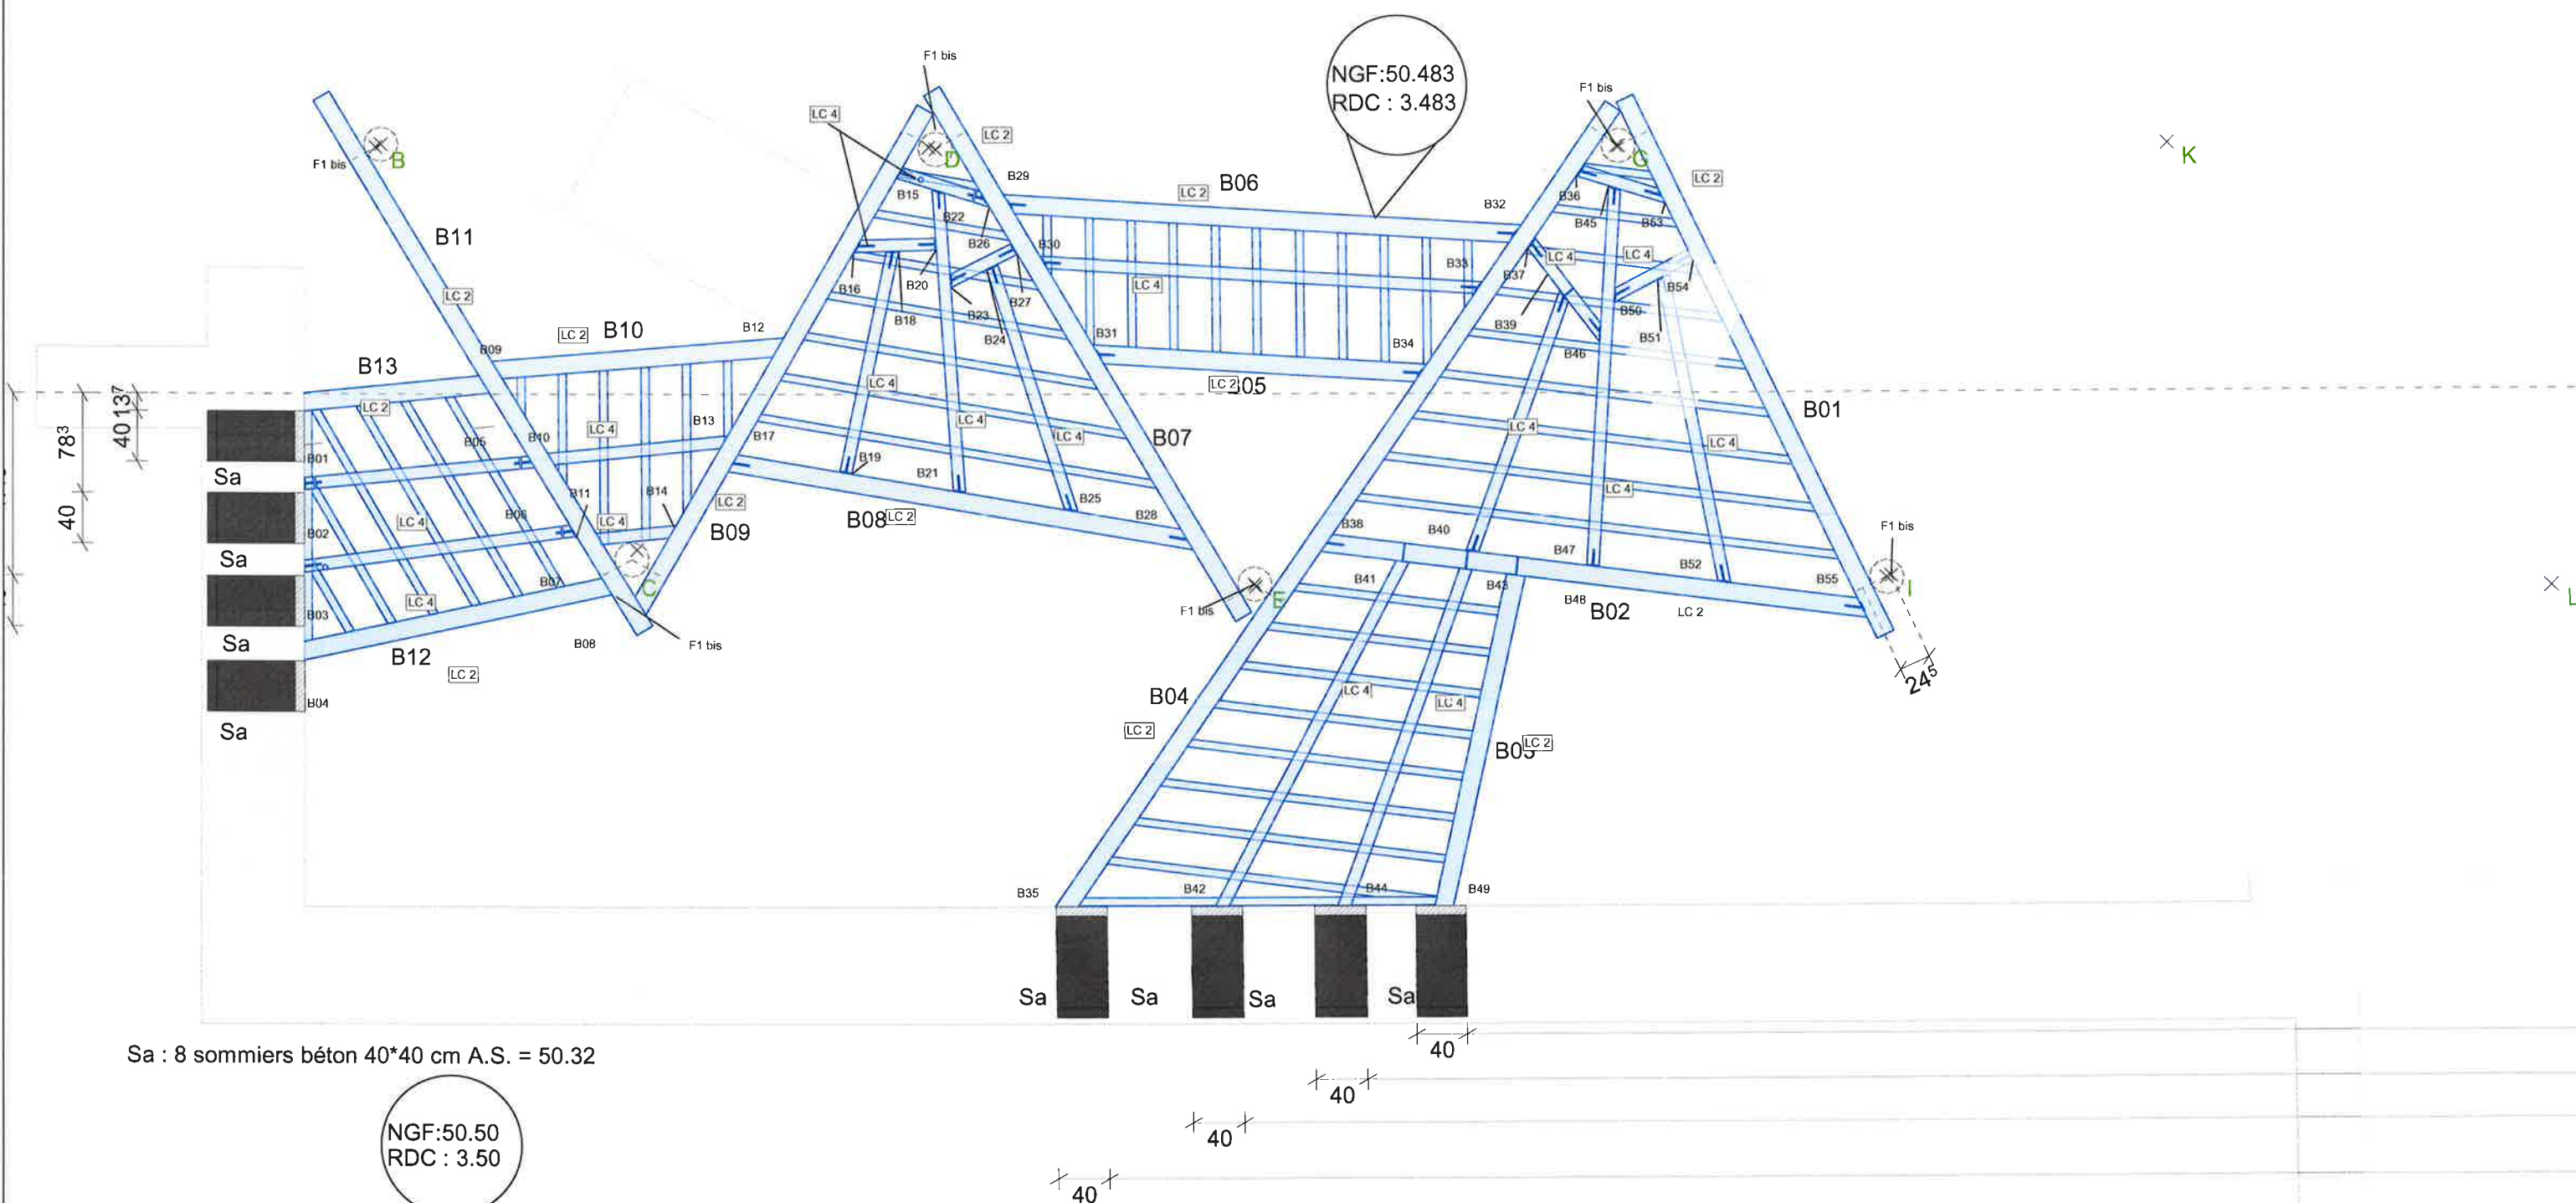 F1 bis
NGF:50.483
RDC : 3.483
F1 bis
LC 4
LC 2
B
F1 bis
D
G
K
B29
B06
LC 2
LC 2
B15
B36
B32
B22
B45
B53
B11
B26
B30
LC 4
LC 4
B33
B37
B16
B20
B27
LC 4
B54
LC 2
B18
B23
B50
B24
B39
B51
B12
B31
B34
B46
B10
LC 2
B09
B13
LC 2
05
LC 4
LC 2
B01
13⁷
78³
40
40
LC 4
B13
LC 4
LC 4
LC 4
LC 4
B05
B10
B17
B07
B01
Sa
B19
B21
B11
B14
LC 2
LC 4
B25
B06
LC 4
LC 4
B09
B08
LC 2
B28
B38
B40
F1 bis
B02
Sa
B47
B52
B55
B07
C
B41
B43
I
LC 4
B48
B02
LC 2
F1 bis
E
L
B03
Sa
B08
F1 bis
B12
LC 2
24⁵
B04
Sa
B04
LC 2
LC 4
LC 4
B03
LC 2
B35
B42
B44
B49
Sa
Sa
Sa
Sa
40
Sa : 8 sommiers béton 40*40 cm A.S. = 50.32
40
NGF:50.50
RDC : 3.50
40
40